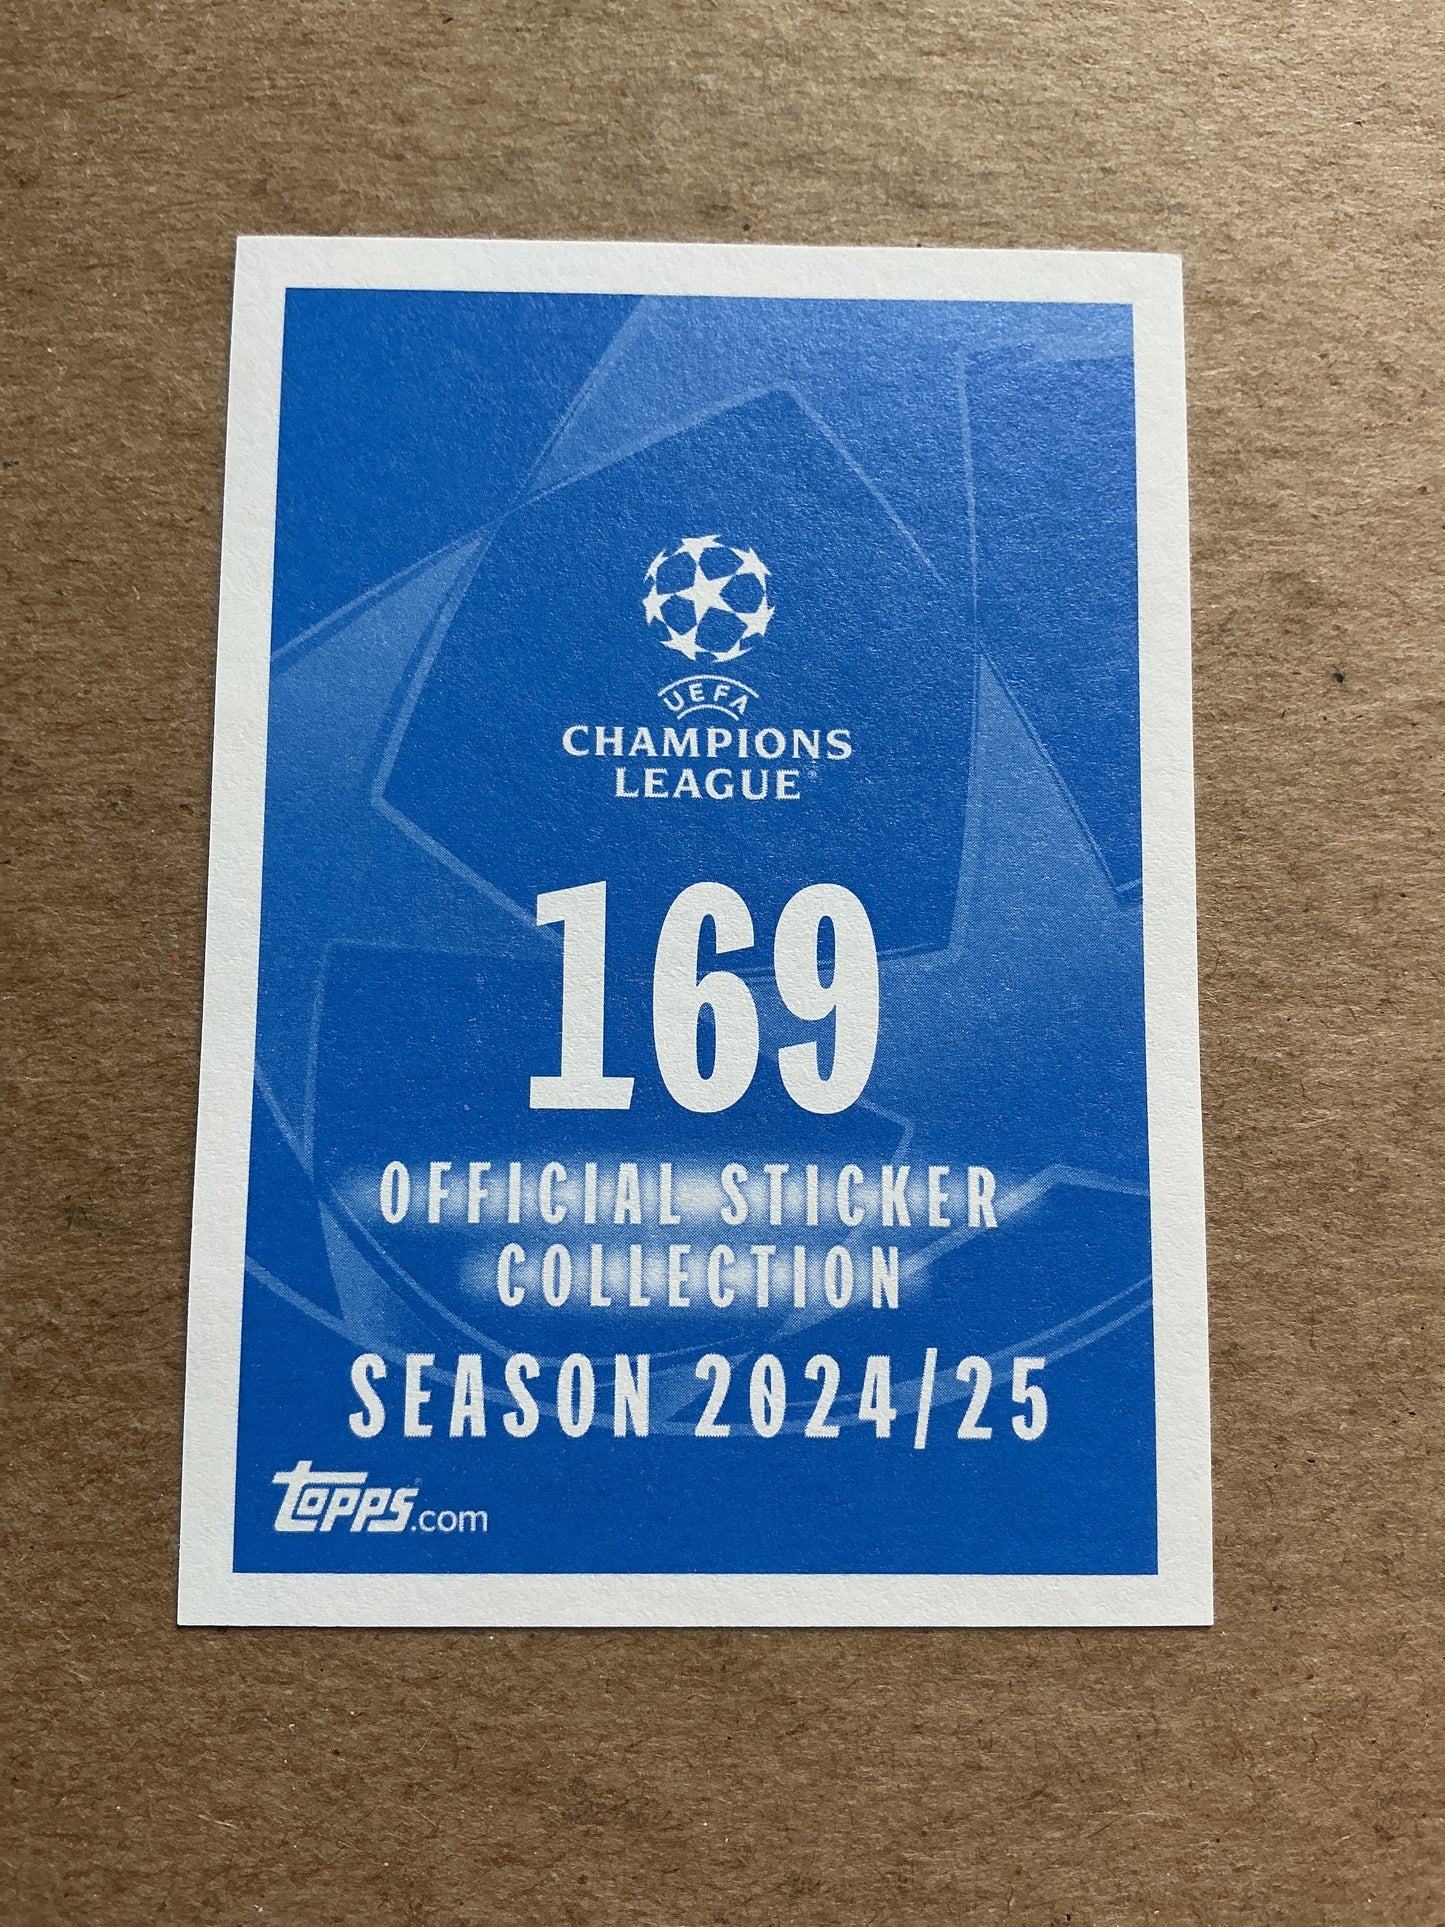 UEFA
CHAMPIONS
LEAGUE®
169
OFFICIAL STICKER
COLLECTION
SEASON 2024/25
topps.com